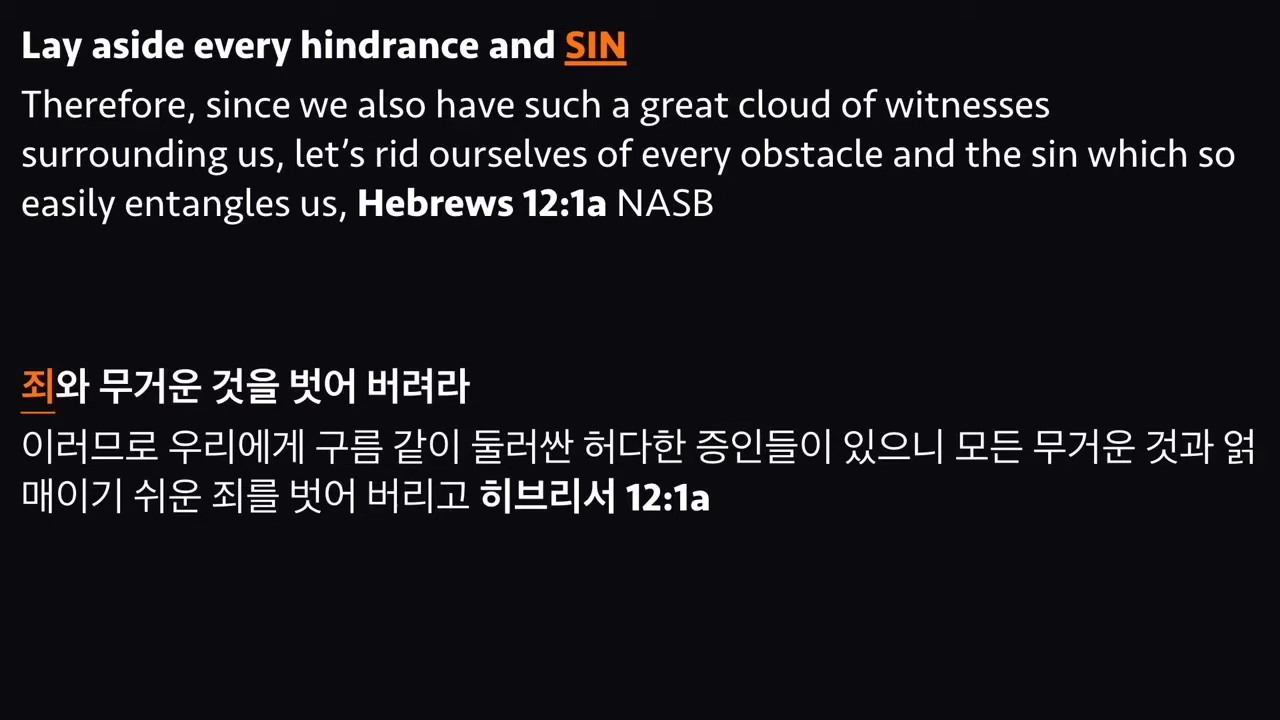 Lay aside every hindrance and SIN
Therefore, since we also have such a great cloud of witnesses
surrounding us, let’s rid ourselves of every obstacle and the sin which so
easily entangles us, Hebrews 12:1a NASB
죄와 무거운 것을 벗어 버려라
이러므로 우리에게 구름 같이 둘러싼 허다한 증인들이 있으니 모든 무거운 것과 얽
매이기 쉬운 죄를 벗어 버리고 히브리서 12:1a